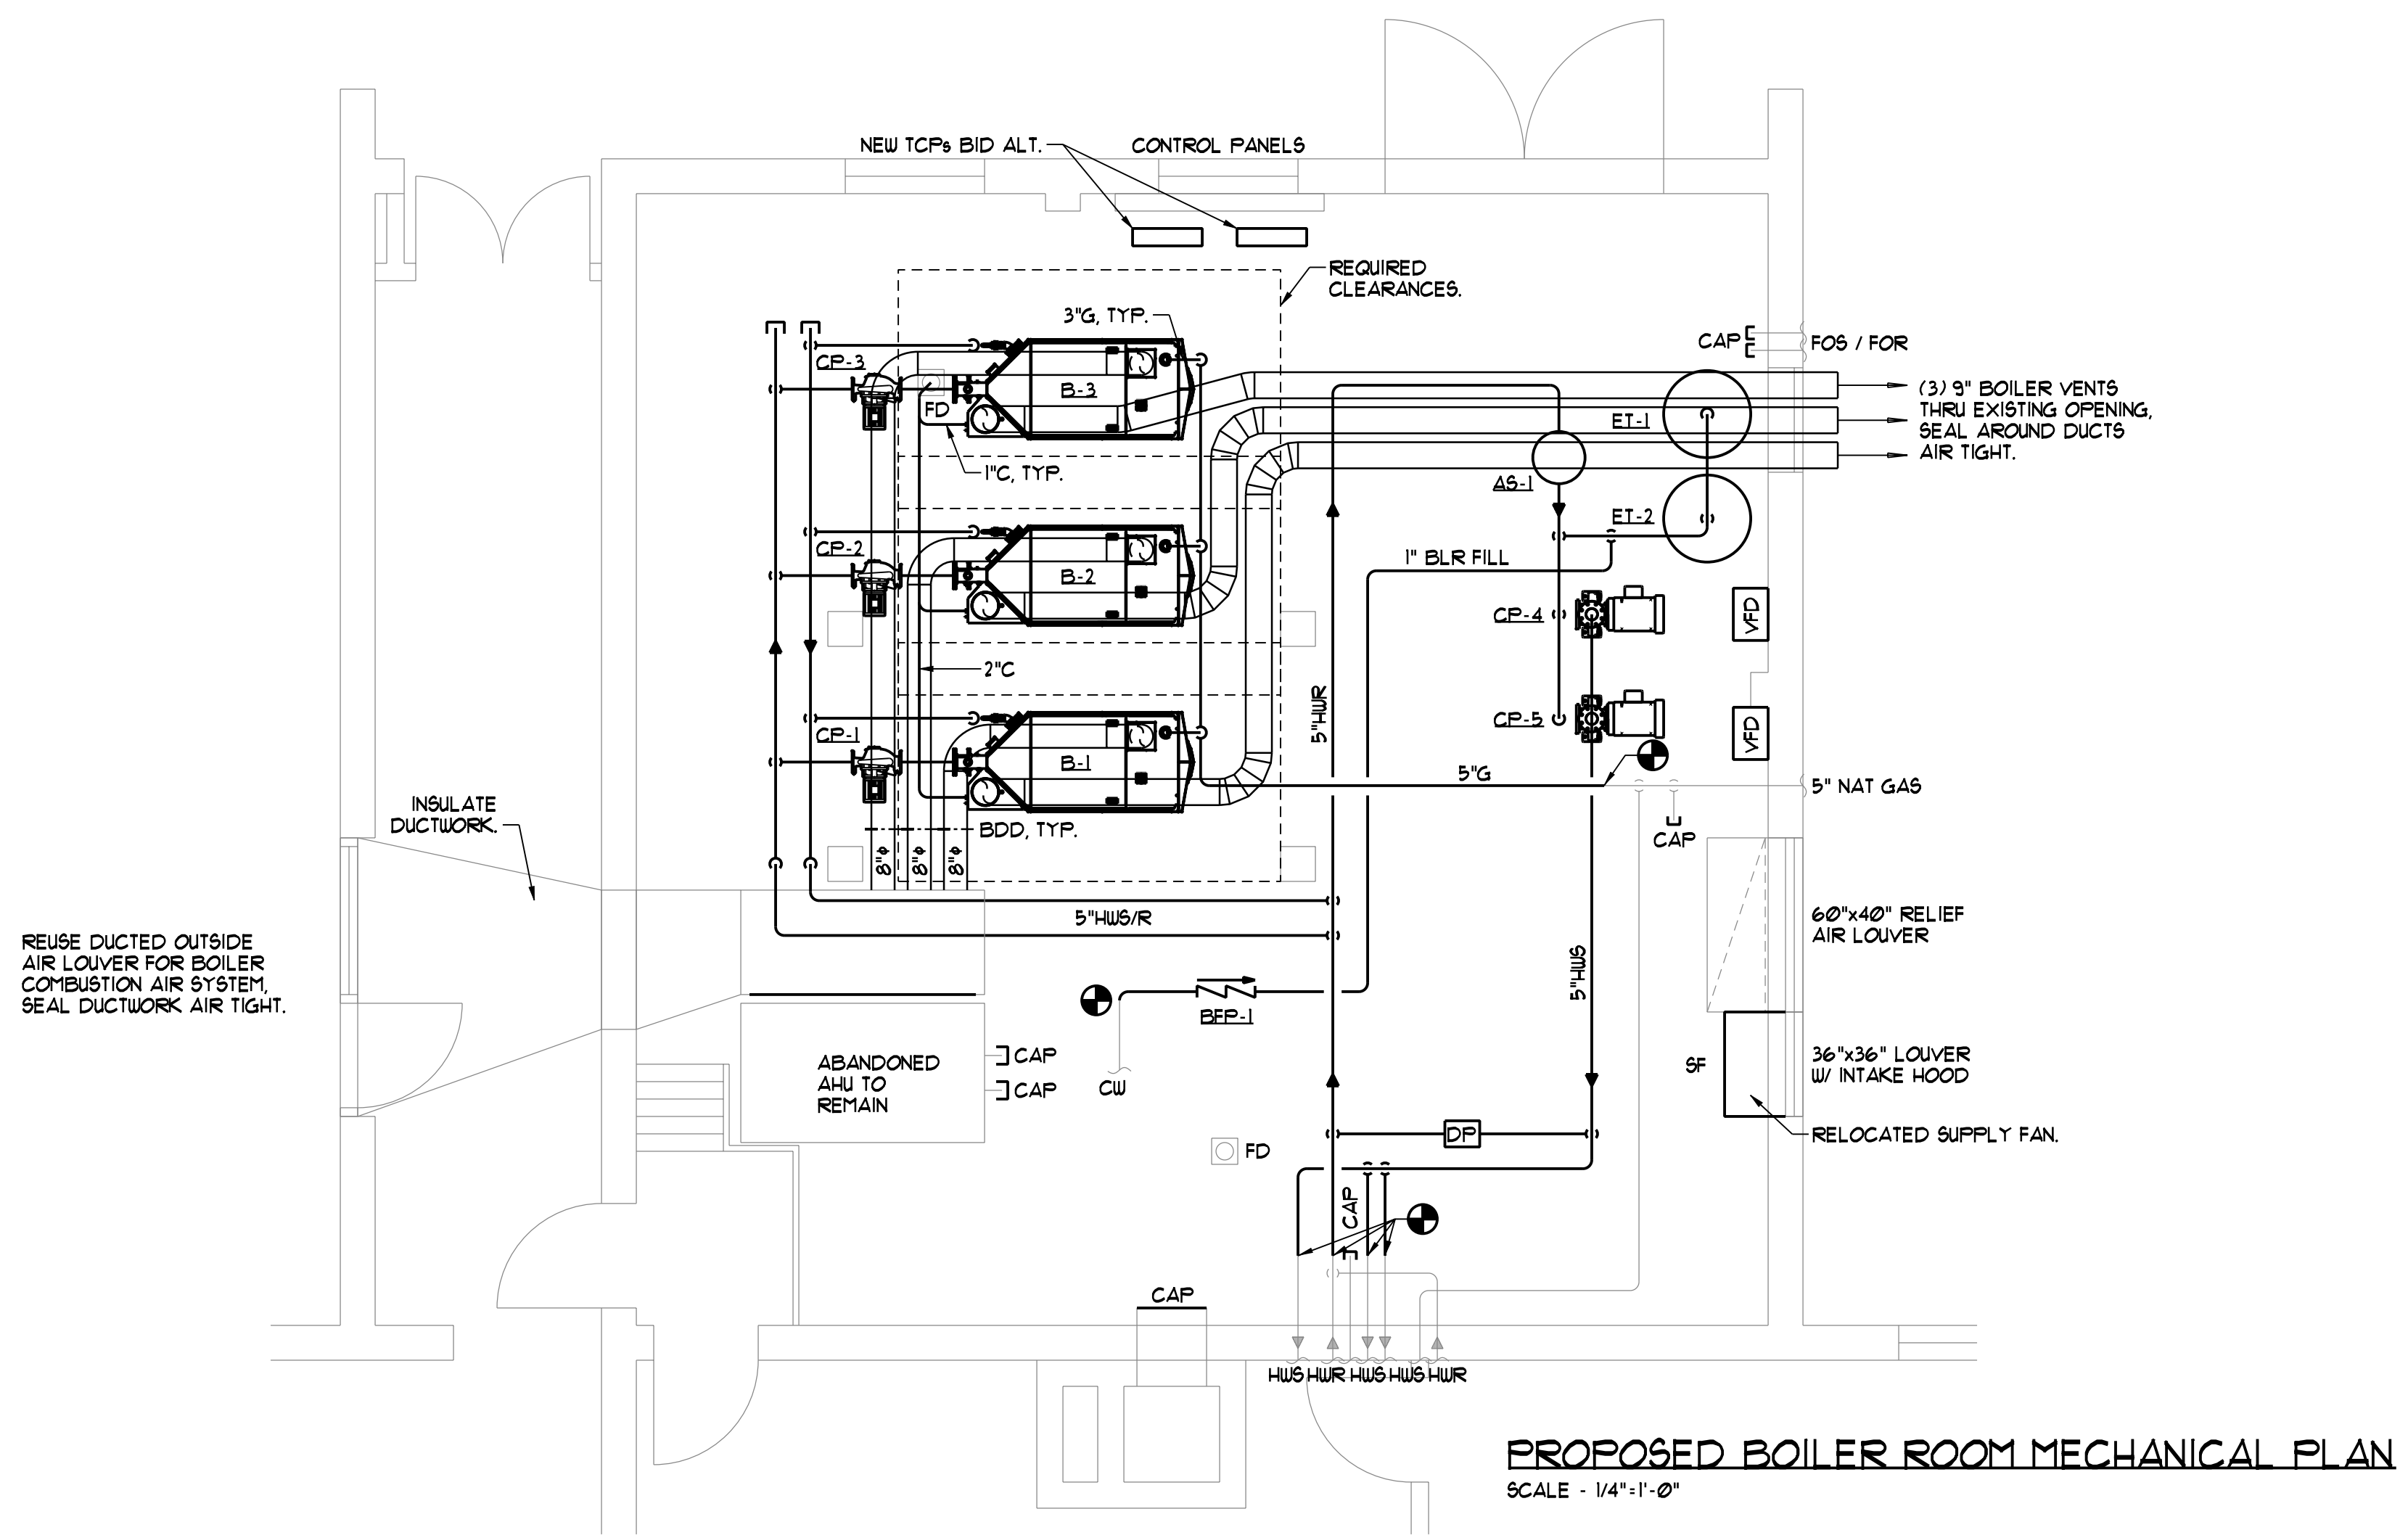 NEW TCPs BID ALT.
CONTROL PANELS
REQUIRED
CLEARANCES.
3"G, TYP.
CP-3
B-3
FD
1"C, TYP.
CAP
FOS / FOR
(3) 9" BOILER VENTS
THRU EXISTING OPENING,
SEAL AROUND DUCTS
AIR TIGHT.
ET-1
AS-1
ET-2
1" BLR FILL
CP-2
B-2
CP-4
VFD
2"C
5"HWR
CP-5
VFD
CP-1
B-1
5"G
5" NAT GAS
CAP
INSULATE
DUCTWORK.
BDD, TYP.
8"ø
8"ø
8"ø
5"HWS/R
60"x40" RELIEF
AIR LOUVER
REUSE DUCTED OUTSIDE
AIR LOUVER FOR BOILER
COMBUSTION AIR SYSTEM,
SEAL DUCTWORK AIR TIGHT.
5"HWS
BFP-1
CW
ABANDONED
AHU TO
REMAIN
CAP
CAP
SF
36"x36" LOUVER
W/ INTAKE HOOD
RELOCATED SUPPLY FAN.
DP
FD
CAP
CAP
HWS HWR HWS HWS HWR
PROPOSED BOILER ROOM MECHANICAL PLAN
SCALE - 1/4"=1'-0"